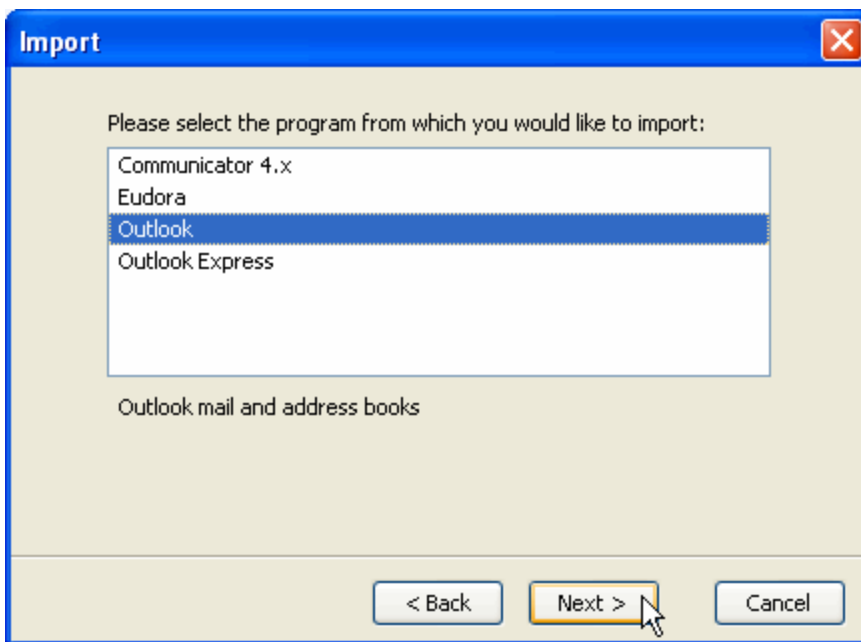 Import
Please select the program from which you would like to import:
Communicator 4.x
Eudora
Outlook
Outlook Express
Outlook mail and address books
< Back Next > Cancel